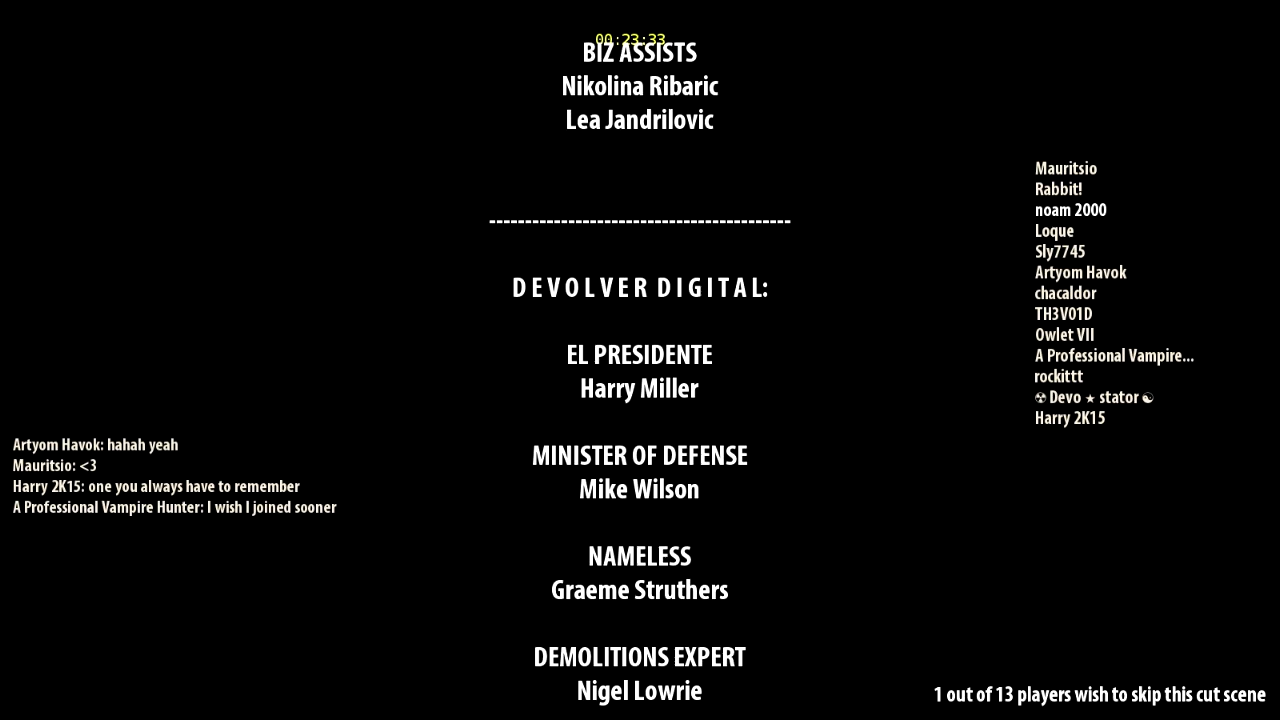 00:23:33
BIZ ASSISTS
Nikolina Ribaric
Lea Jandrilovic
-----------------------------------------
D E V O L V E R  D I G I T A L:
EL PRESIDENTE
Harry Miller
MINISTER OF DEFENSE
Mike Wilson
NAMELESS
Graeme Struthers
DEMOLITIONS EXPERT
Nigel Lowrie
Artyom Havok: hahah yeah
Mauritsio: <3
Harry 2K15: one you always have to remember
A Professional Vampire Hunter: I wish I joined sooner
Mauritsio
Rabbit!
noam 2000
Loque
Sly7745
Artyom Havok
chacaldor
TH3V01D
Owlet VII
A Professional Vampire...
rockittt
☢ Devo ★ stator ☯
Harry 2K15
1 out of 13 players wish to skip this cut scene